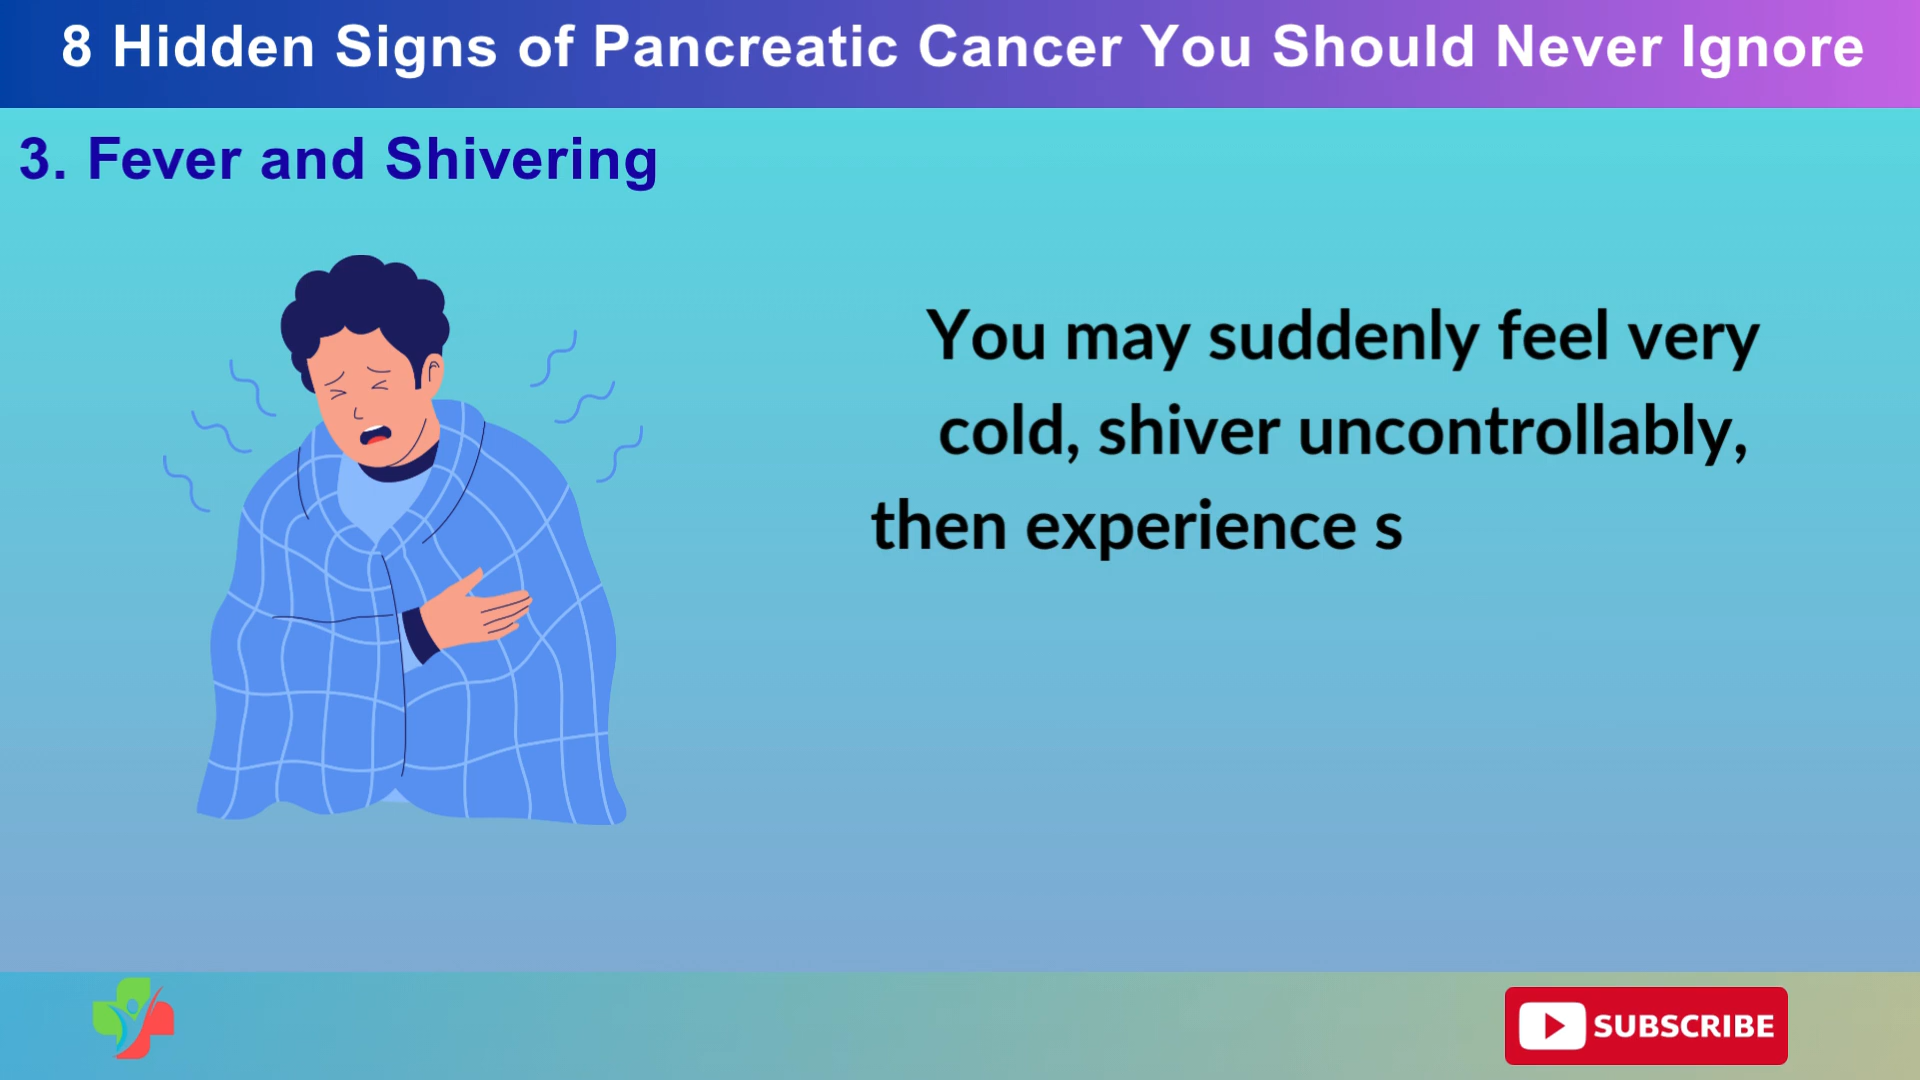 8 Hidden Signs of Pancreatic Cancer You Should Never Ignore
3. Fever and Shivering
You may suddenly feel very
cold, shiver uncontrollably,
then experience s
SUBSCRIBE